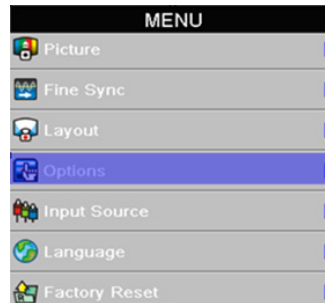 MENU
Picture
Fine Sync
Layout
Options
Input Source
Language
Factory Reset